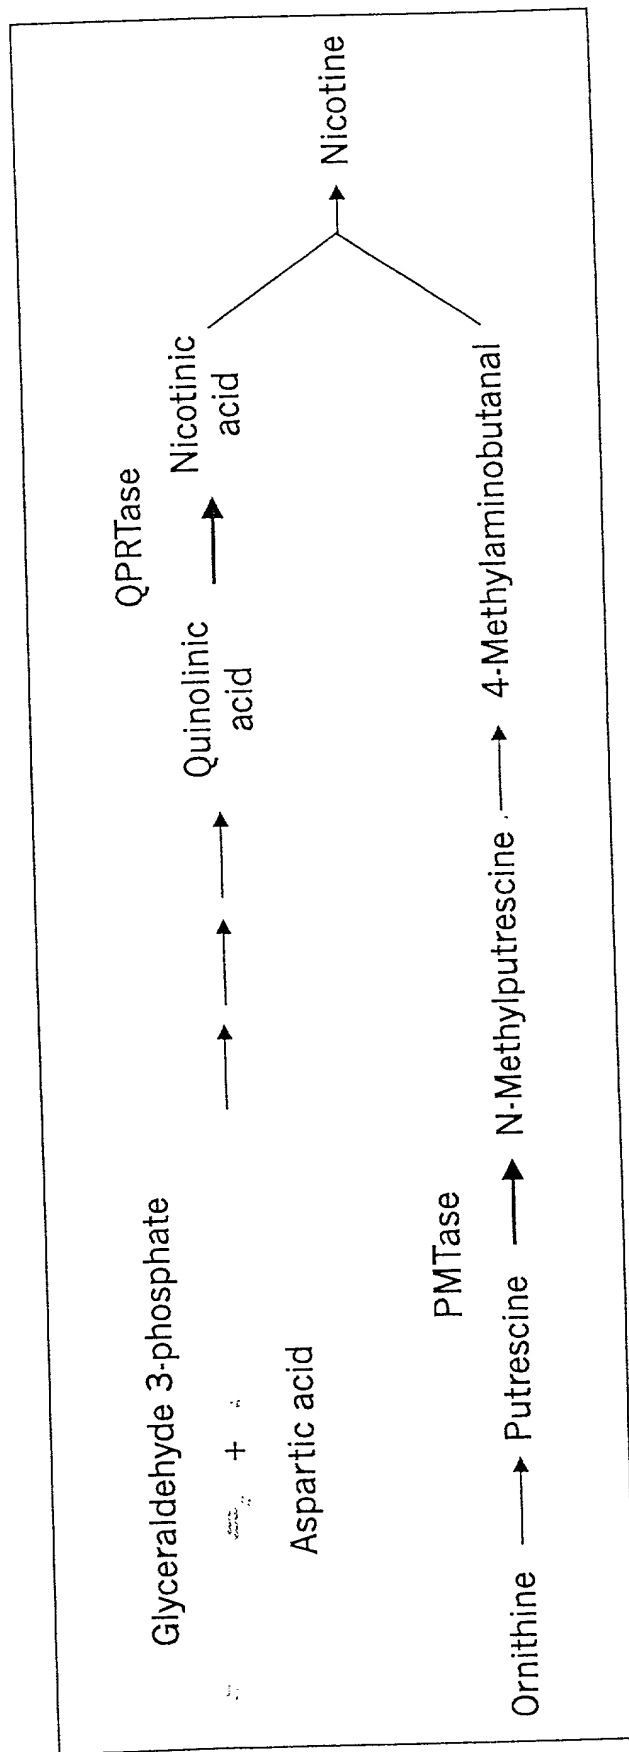 Glyceraldehyde 3-phosphate
+
Aspartic acid
QPRTase
Quinolinic
acid
Nicotinic
acid
Nicotine
PMTase
Ornithine
Putrescine
N-Methylputrescine
4-Methylaminobutanal